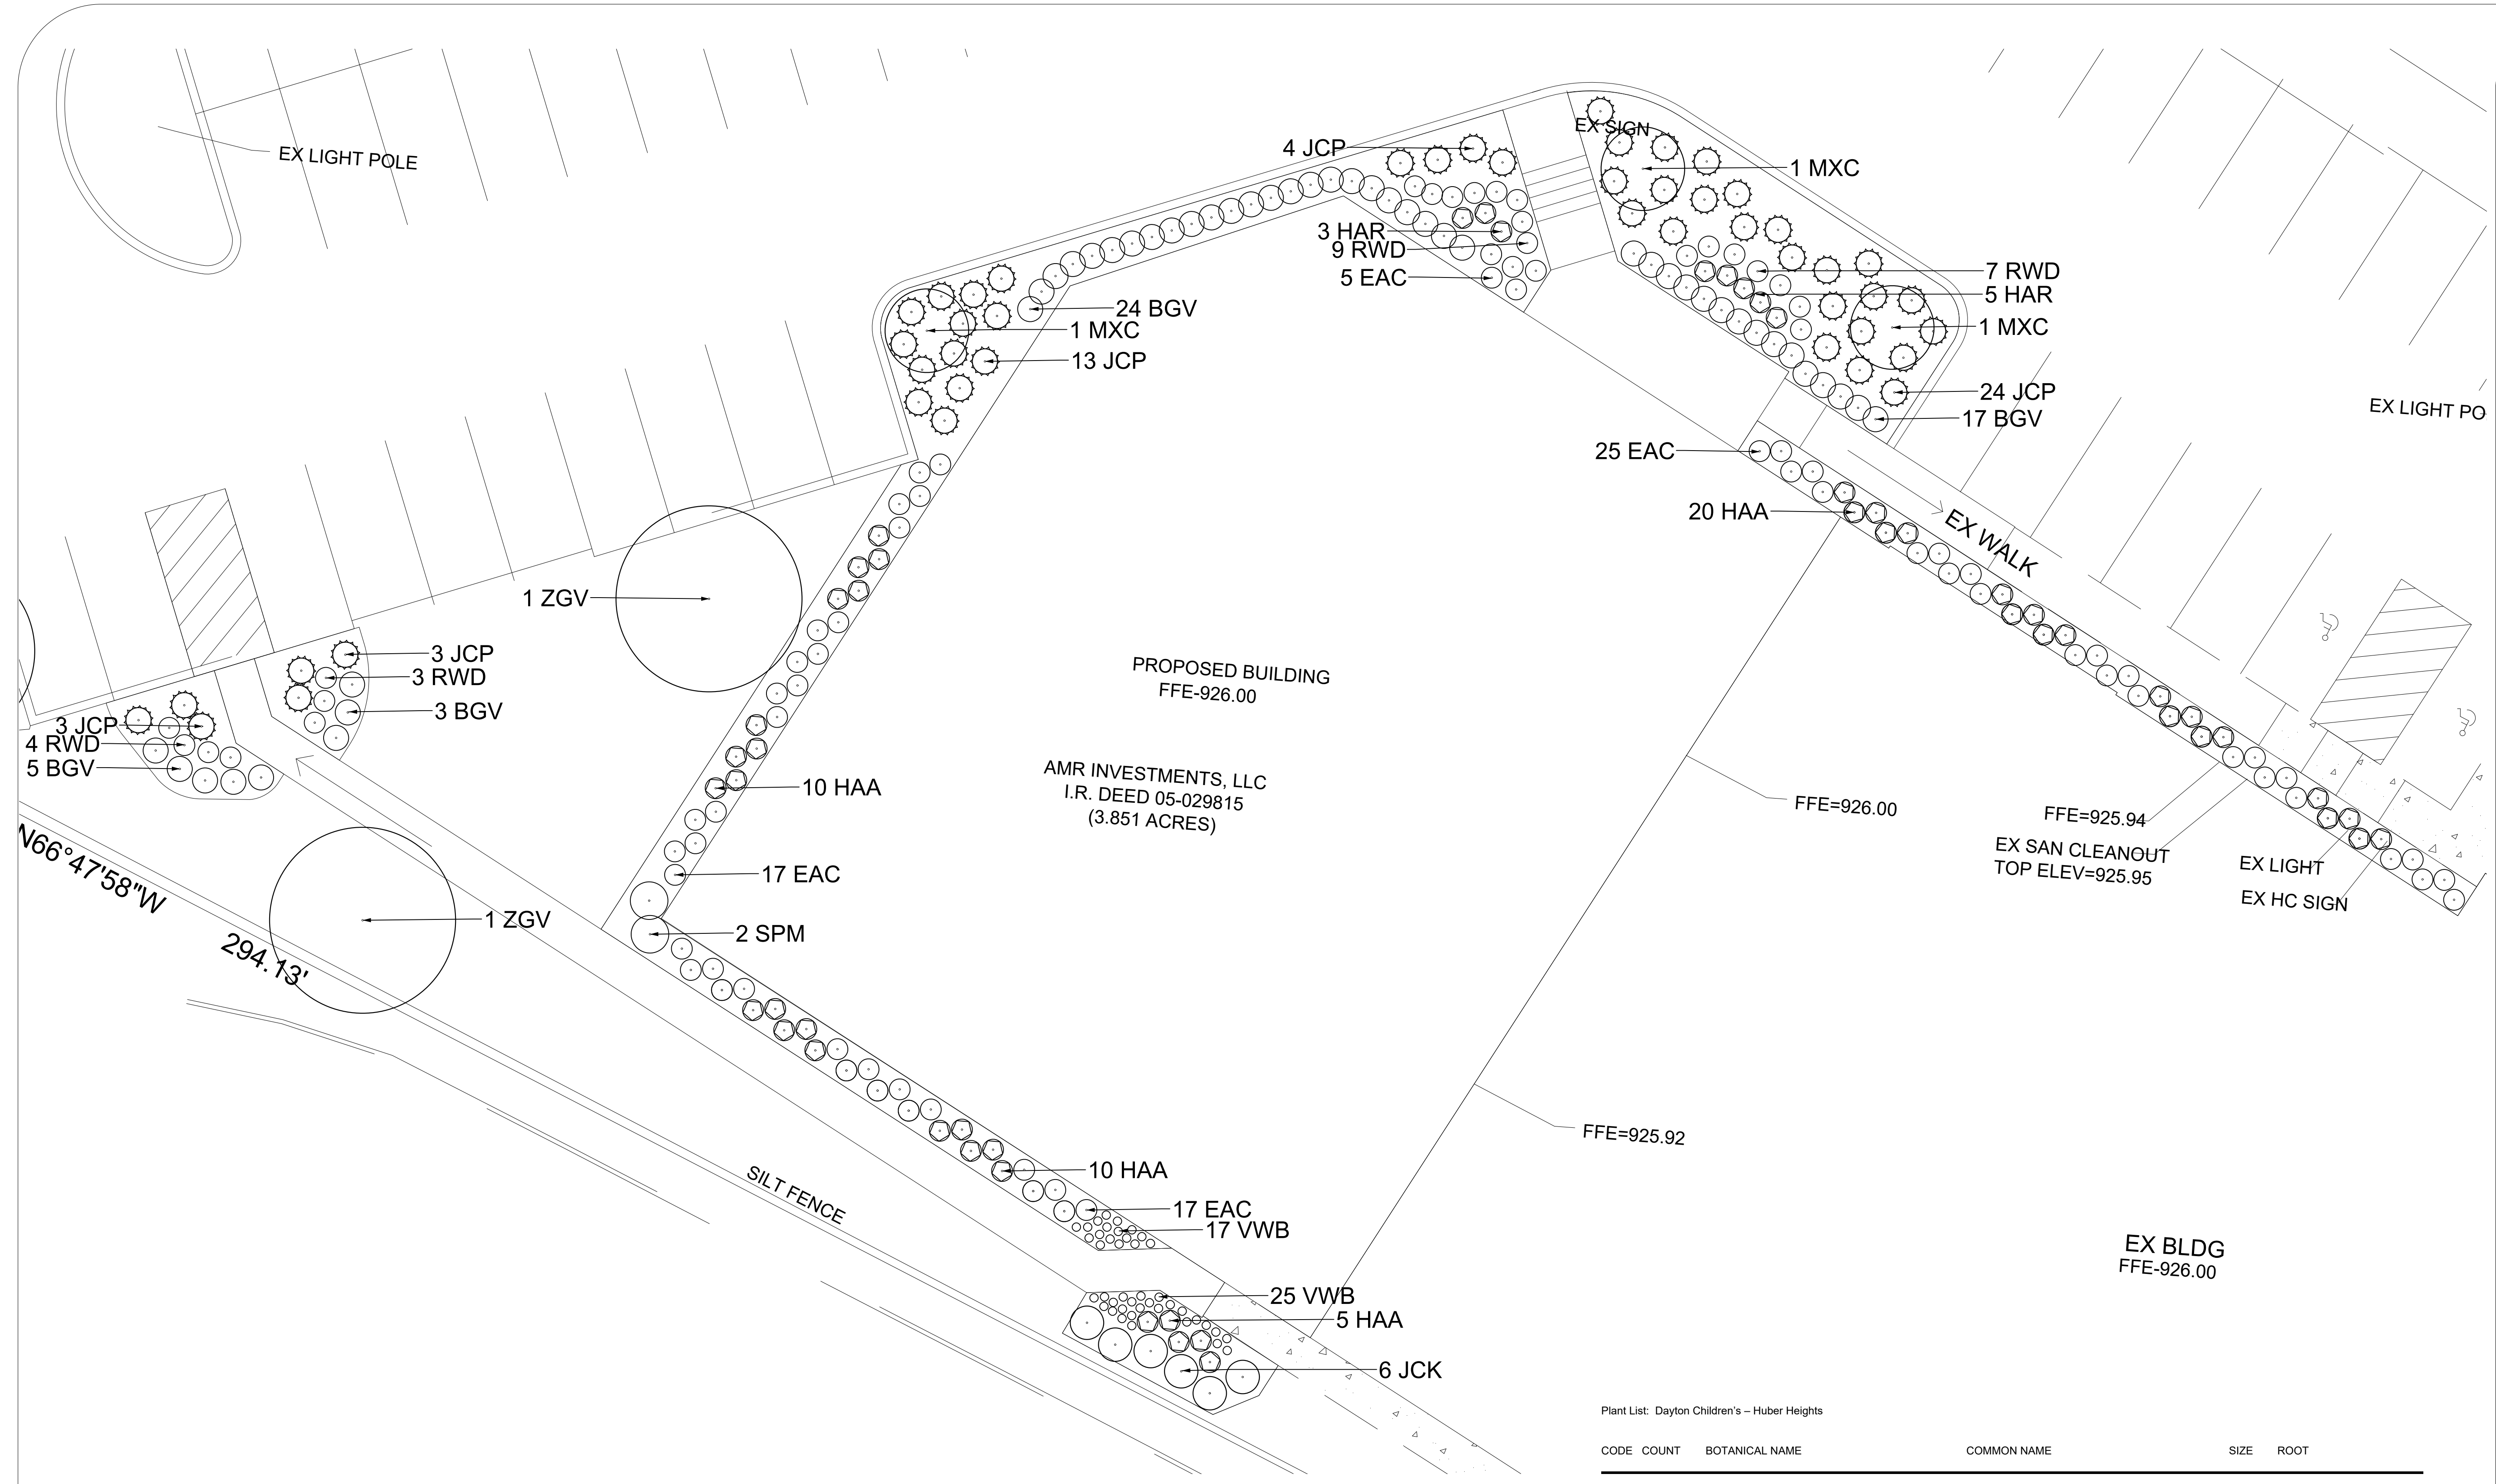 EX LIGHT POLE
4 JCP
EX SIGN
1 MXC
3 HAR
9 RWD
5 EAC
7 RWD
5 HAR
1 MXC
24 JCP
17 BGV
24 BGV
1 MXC
13 JCP
EX LIGHT PO
25 EAC
20 HAA
EX WALK
1 ZGV
3 JCP
3 RWD
3 BGV
3 JCP
4 RWD
5 BGV
PROPOSED BUILDING
FFE-926.00
AMR INVESTMENTS, LLC
I.R. DEED 05-029815
(3.851 ACRES)
10 HAA
17 EAC
2 SPM
FFE=926.00
FFE=925.94
EX SAN CLEANOUT
TOP ELEV=925.95
EX LIGHT
EX HC SIGN
N66°47'58"W
294.13'
1 ZGV
SILT FENCE
10 HAA
17 EAC
17 VWB
FFE=925.92
25 VWB
5 HAA
6 JCK
EX BLDG
FFE-926.00
Plant List: Dayton Children's – Huber Heights
CODE COUNT BOTANICAL NAME COMMON NAME SIZE ROOT